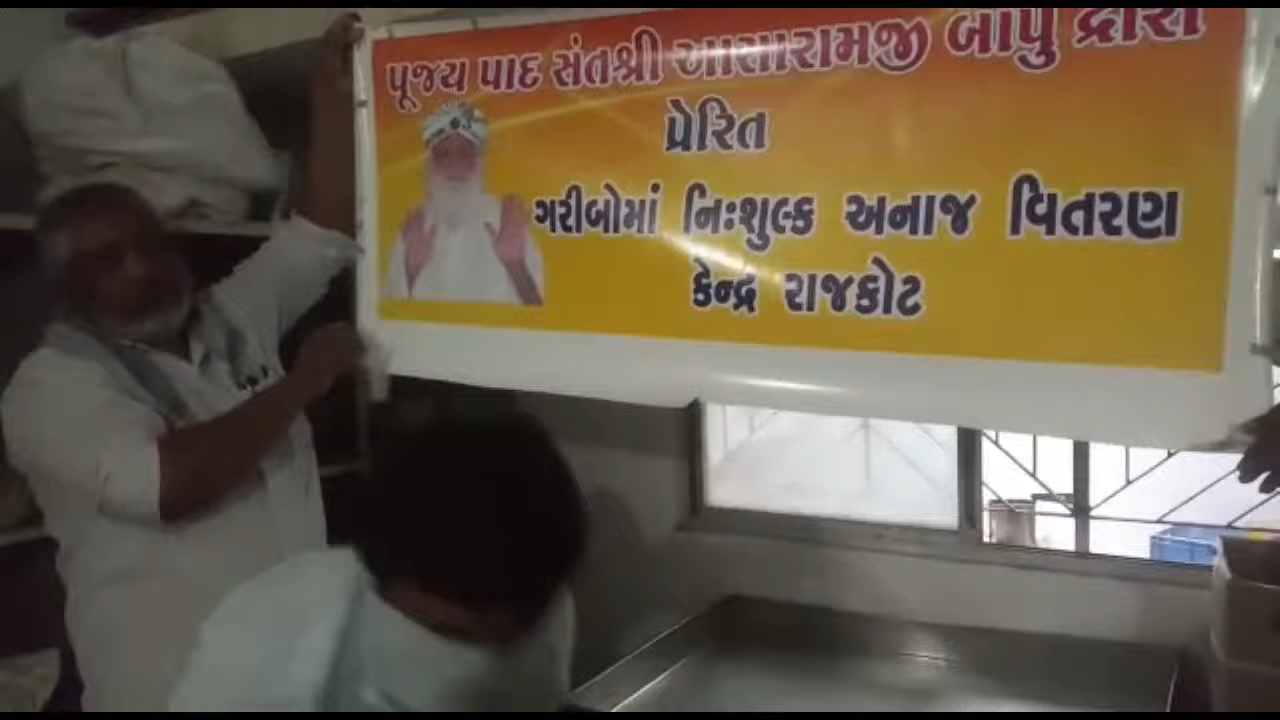 પૂજ્ય પાદ સંતશ્રી આસારામજી બાપુ દ્રારા
પ્રેરિત
ગરીબોમાં નિઃશુલ્ક અનાજ વિતરણ
કેન્દ્ર રાજકોટ